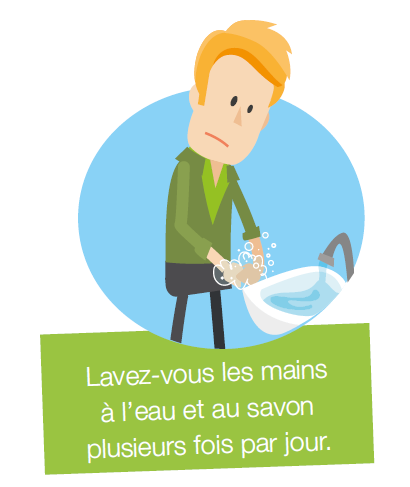 Lavez-vous les mains
à l'eau et au savon
plusieurs fois par jour.